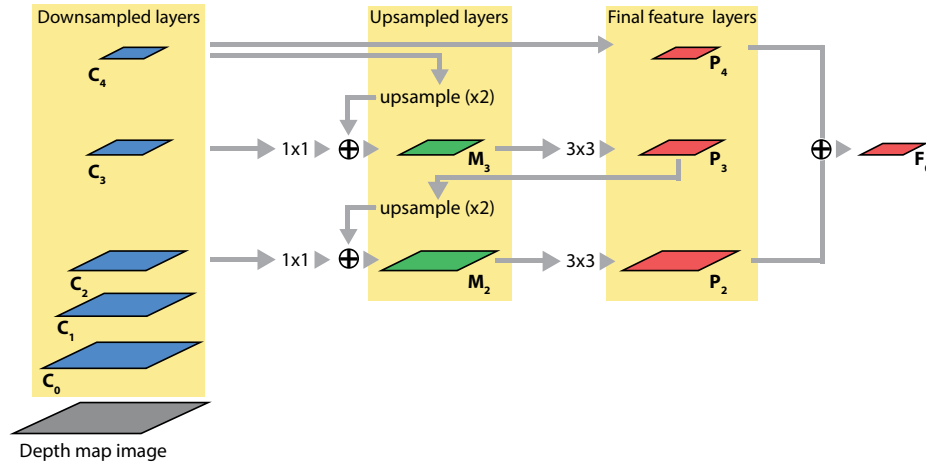 Downsampled layers
Upsampled layers
Final feature layers
C4
P4
upsample (x2)
C3
1x1
M3
3x3
P3
upsample (x2)
C2
1x1
M2
3x3
P2
C1
C0
Depth map image